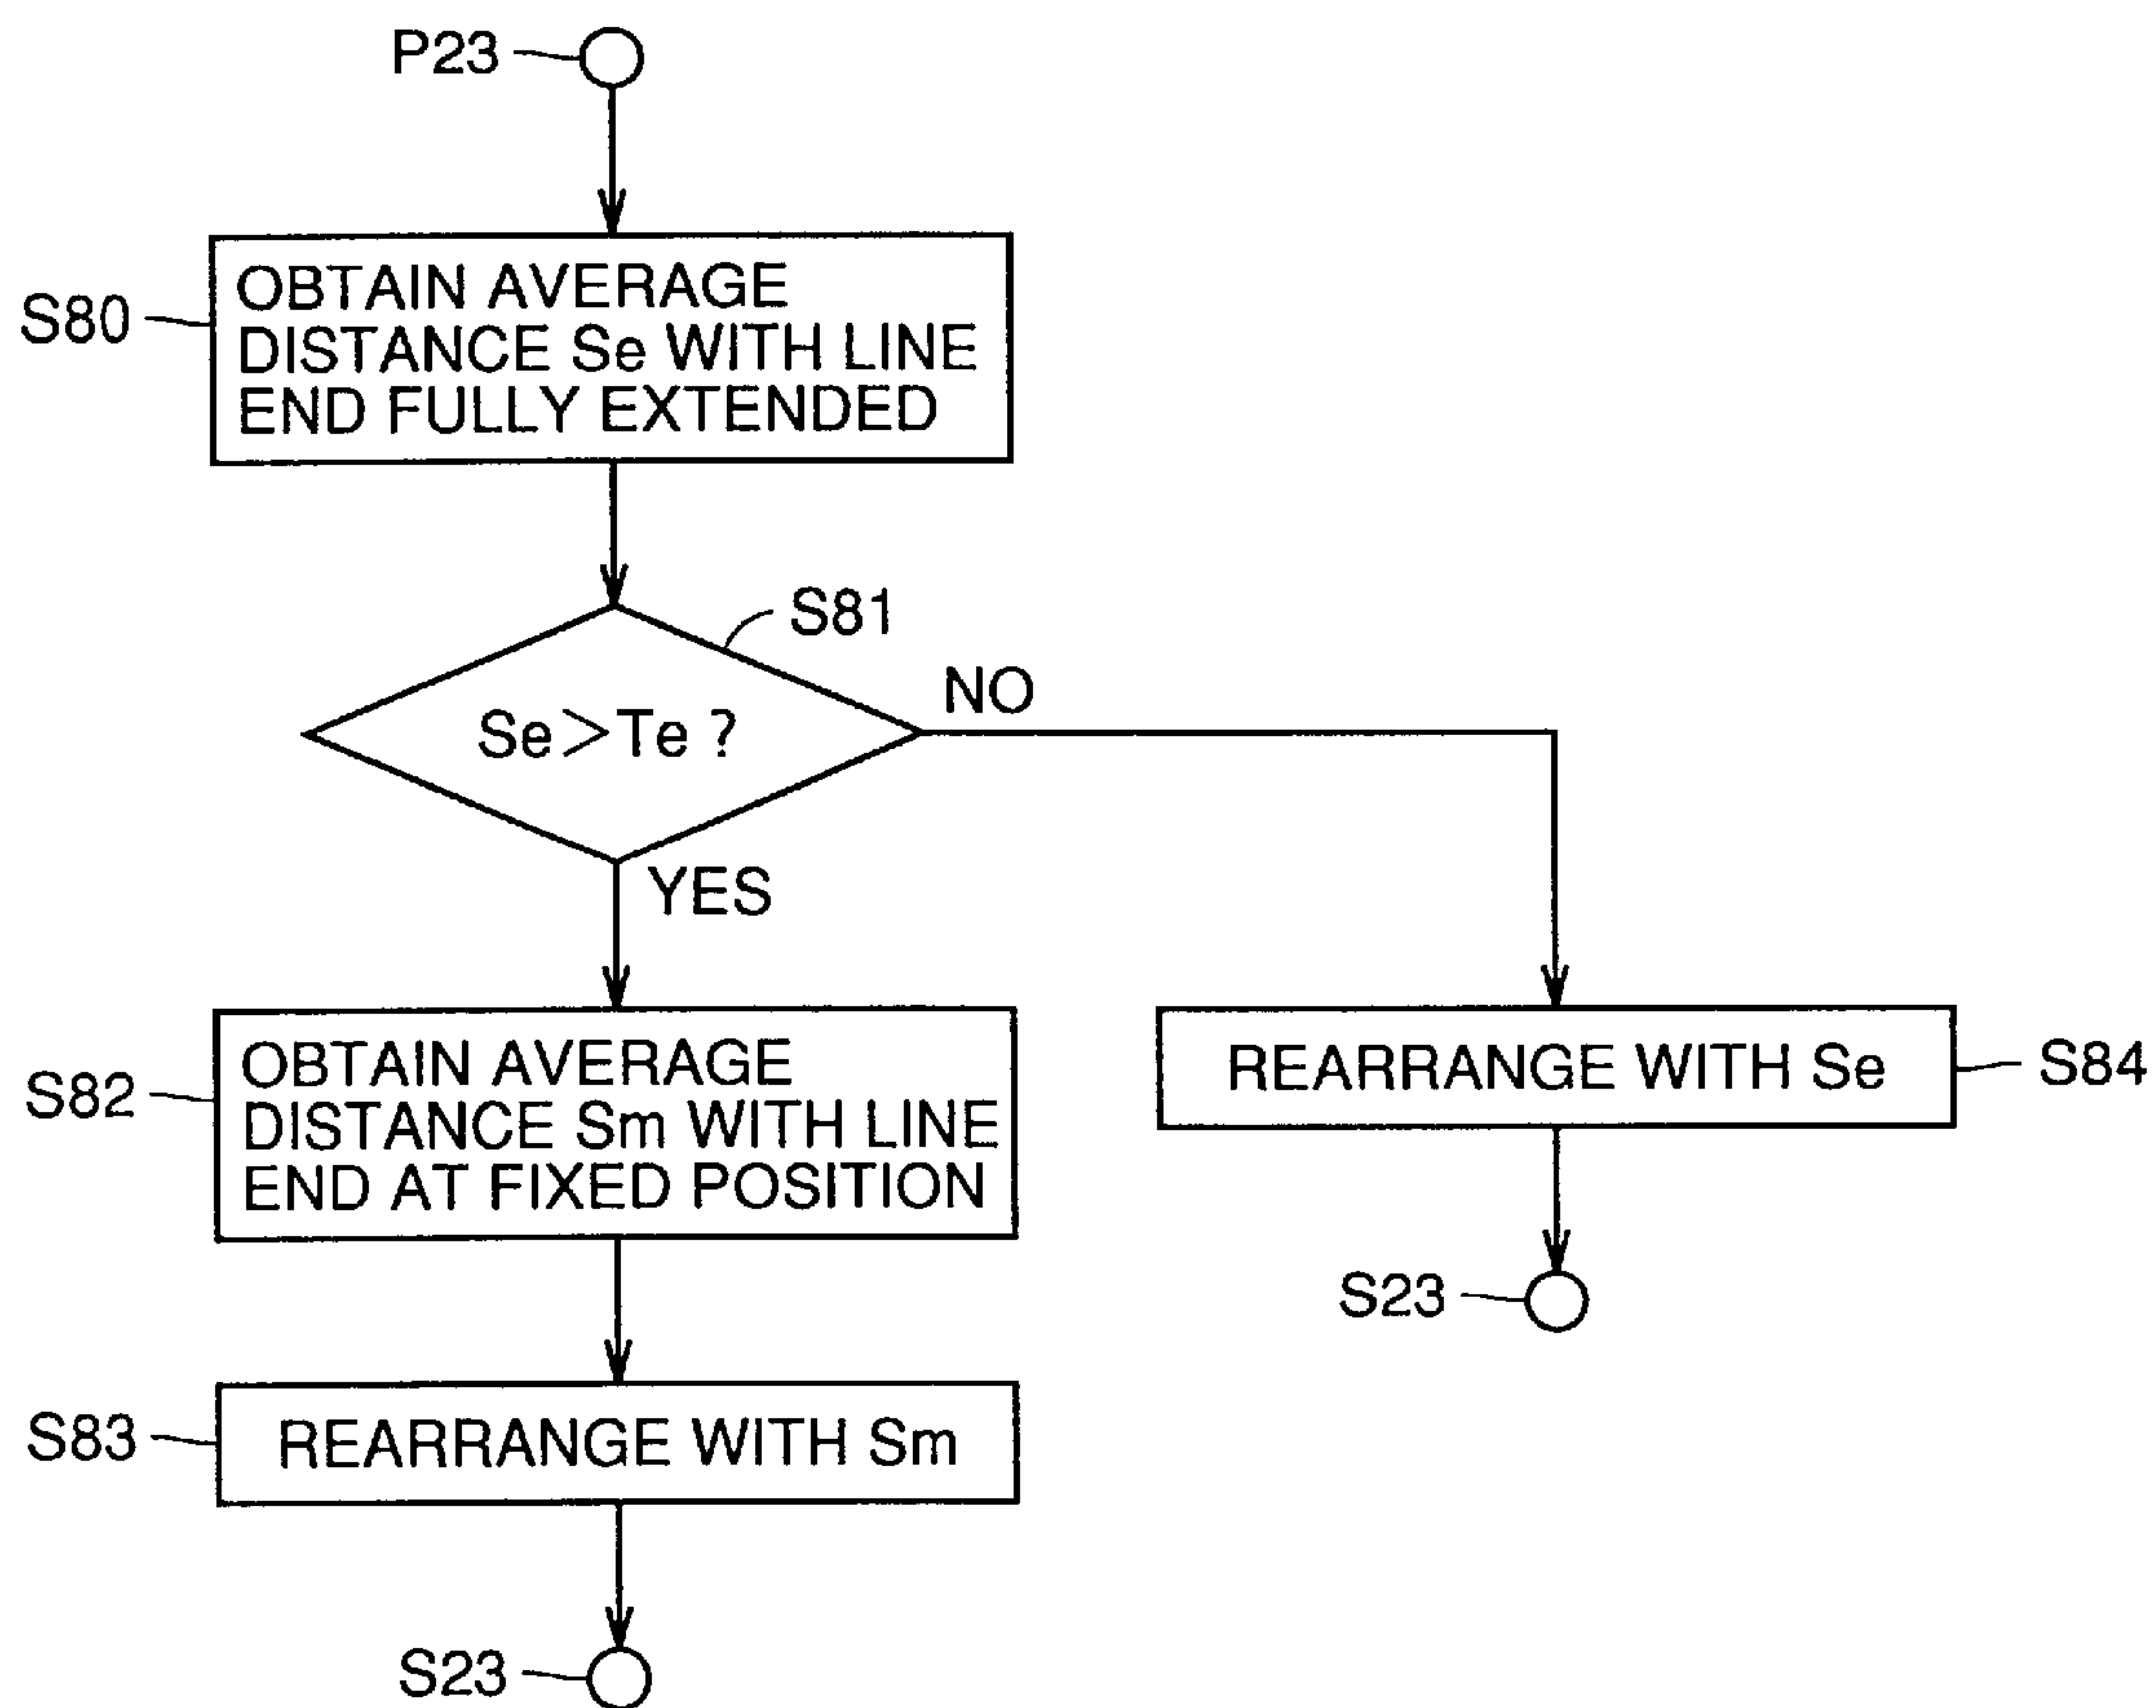 P23
S80
OBTAIN AVERAGE
DISTANCE Se WITH LINE
END FULLY EXTENDED
S81
NO
Se>Te ?
YES
S82
OBTAIN AVERAGE
DISTANCE Sm WITH LINE
END AT FIXED POSITION
REARRANGE WITH Se
S84
S23
S83
REARRANGE WITH Sm
S23